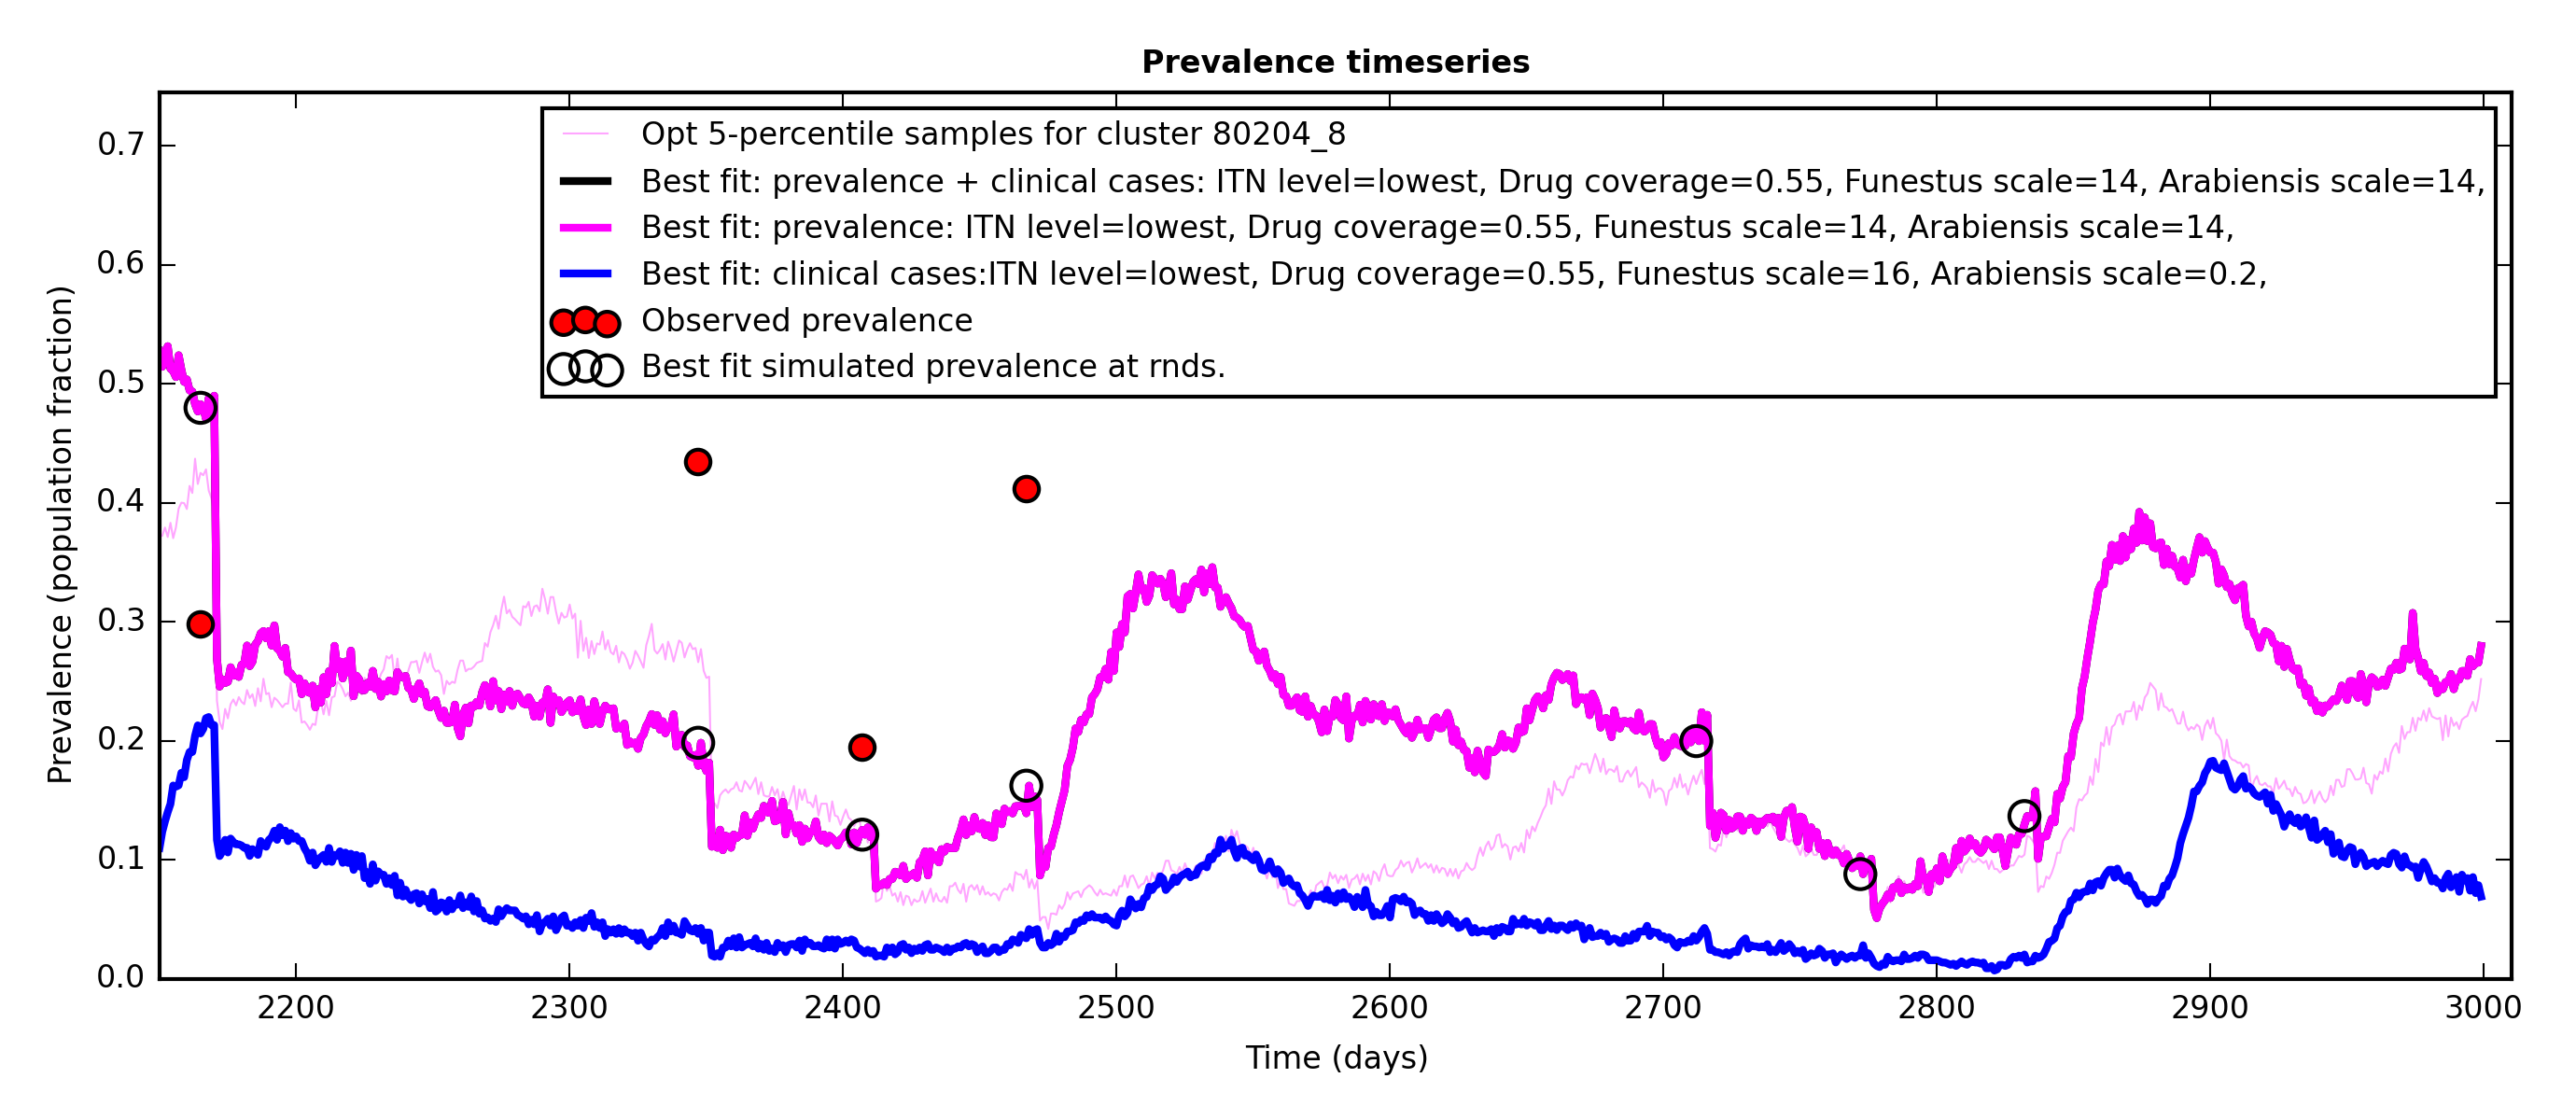 Prevalence timeseries
Opt 5-percentile samples for cluster 80204_8
Best fit: prevalence + clinical cases: ITN level=lowest, Drug coverage=0.55, Funestus scale=14, Arabiensis scale=14,
Best fit: prevalence: ITN level=lowest, Drug coverage=0.55, Funestus scale=14, Arabiensis scale=14,
Best fit: clinical cases:ITN level=lowest, Drug coverage=0.55, Funestus scale=16, Arabiensis scale=0.2,
Observed prevalence
Best fit simulated prevalence at rnds.
Prevalence (population fraction)
0.7
0.6
0.5
0.4
0.3
0.2
0.1
0.0
2200 2300 2400 2500 2600 2700 2800 2900 3000
Time (days)